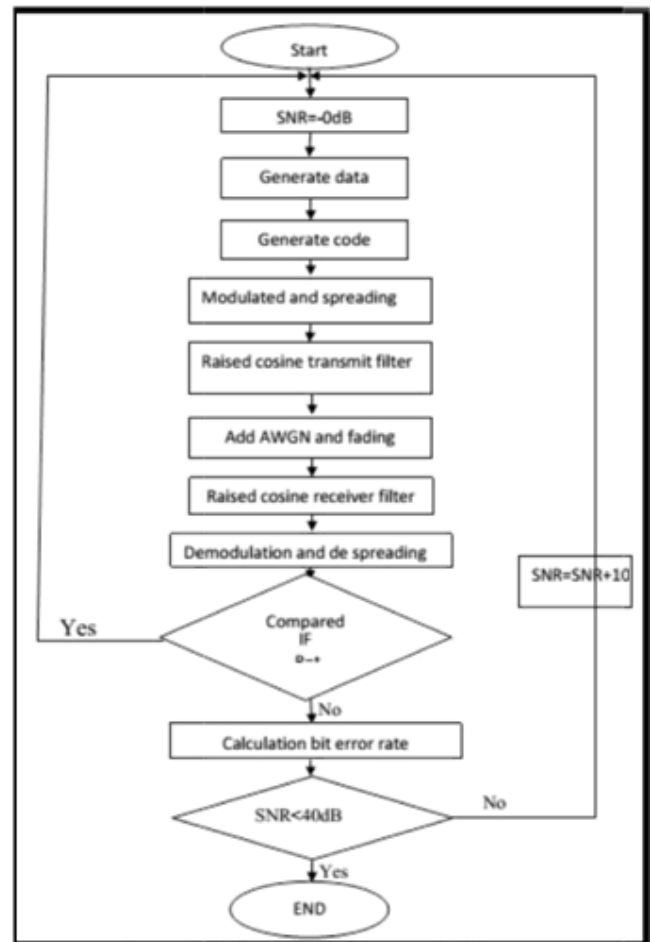 Start
SNR=-0dB
Generate data
Generate code
Modulated and spreading
Raised cosine transmit filter
Add AWGN and fading
Raised cosine receiver filter
Demodulation and de spreading
SNR=SNR+10
Yes
Compared
IF
No
Calculation bit error rate
SNR<40dB
No
Yes
END